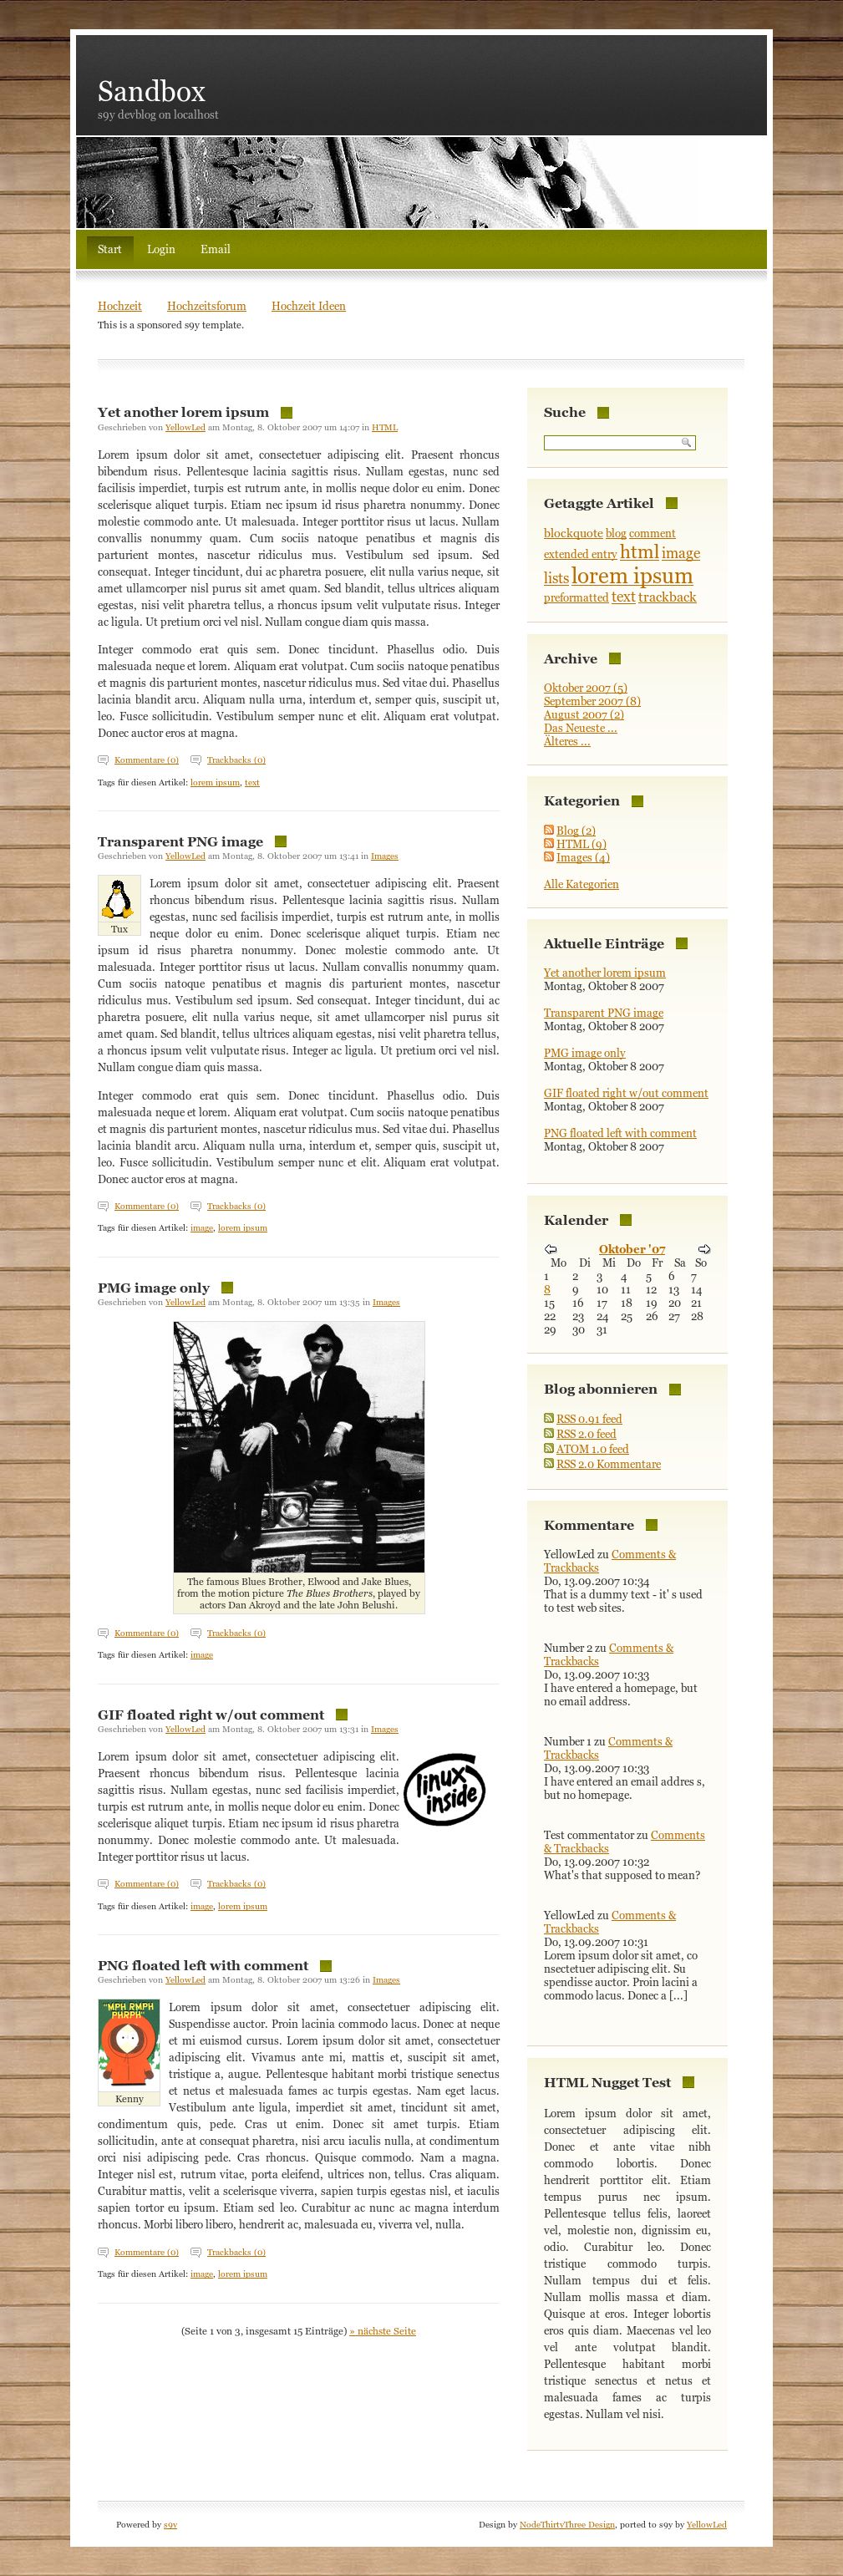 Sandbox
s9y devblog on localhost
Start Login Email
Hochzeit Hochzeitsforum Hochzeit Ideen
This is a sponsored s9y template.
Yet another lorem ipsum
Geschrieben von YellowLed am Montag, 8. Oktober 2007 um 14:07 in HTML
Lorem ipsum dolor sit amet, consectetuer adipiscing elit. Praesent rhoncus
bibendum risus. Pellentesque lacinia sagittis risus. Nullam egestas, nunc sed
facilisis imperdiet, turpis est rutrum ante, in mollis neque dolor eu enim. Donec
scelerisque aliquet turpis. Etiam nec ipsum id risus pharetra nonummy. Donec
molestie commodo ante. Ut malesuada. Integer porttitor risus ut lacus. Nullam
convallis nonummy quam. Cum sociis natoque penatibus et magnis dis
parturient montes, nascetur ridiculus mus. Vestibulum sed ipsum. Sed
consequat. Integer tincidunt, dui ac pharetra posuere, elit nulla varius neque, sit
amet ullamcorper nisl purus sit amet quam. Sed blandit, tellus ultrices aliquam
egestas, nisi velit pharetra tellus, a rhoncus ipsum velit vulputate risus. Integer
ac ligula. Ut pretium orci vel nisl. Nullam congue diam quis massa.
Integer commodo erat quis sem. Donec tincidunt. Phasellus odio. Duis
malesuada neque et lorem. Aliquam erat volutpat. Cum sociis natoque penatibus
et magnis dis parturient montes, nascetur ridiculus mus. Sed vitae dui. Phasellus
lacinia blandit arcu. Aliquam nulla urna, interdum et, semper quis, suscipit ut,
leo. Fusce sollicitudin. Vestibulum semper nunc et elit. Aliquam erat volutpat.
Donec auctor eros at magna.
Kommentare (0) Trackbacks (0)
Tags für diesen Artikel: lorem ipsum, text
Transparent PNG image
Geschrieben von YellowLed am Montag, 8. Oktober 2007 um 13:41 in Images
Tux
Lorem ipsum dolor sit amet, consectetuer adipiscing elit. Praesent
rhoncus bibendum risus. Pellentesque lacinia sagittis risus. Nullam
egestas, nunc sed facilisis imperdiet, turpis est rutrum ante, in mollis
neque dolor eu enim. Donec scelerisque aliquet turpis. Etiam nec
ipsum id risus pharetra nonummy. Donec molestie commodo ante. Ut
malesuada. Integer porttitor risus ut lacus. Nullam convallis nonummy quam.
Cum sociis natoque penatibus et magnis dis parturient montes, nascetur
ridiculus mus. Vestibulum sed ipsum. Sed consequat. Integer tincidunt, dui ac
pharetra posuere, elit nulla varius neque, sit amet ullamcorper nisl purus sit
amet quam. Sed blandit, tellus ultrices aliquam egestas, nisi velit pharetra tellus,
a rhoncus ipsum velit vulputate risus. Integer ac ligula. Ut pretium orci vel nisl.
Nullam congue diam quis massa.
Integer commodo erat quis sem. Donec tincidunt. Phasellus odio. Duis
malesuada neque et lorem. Aliquam erat volutpat. Cum sociis natoque penatibus
et magnis dis parturient montes, nascetur ridiculus mus. Sed vitae dui. Phasellus
lacinia blandit arcu. Aliquam nulla urna, interdum et, semper quis, suscipit ut,
leo. Fusce sollicitudin. Vestibulum semper nunc et elit. Aliquam erat volutpat.
Donec auctor eros at magna.
Kommentare (0) Trackbacks (0)
Tags für diesen Artikel: image, lorem ipsum
PMG image only
Geschrieben von YellowLed am Montag, 8. Oktober 2007 um 13:35 in Images
The famous Blues Brother, Elwood and Jake Blues,
from the motion picture The Blues Brothers, played by
actors Dan Akroyd and the late John Belushi.
Kommentare (0) Trackbacks (0)
Tags für diesen Artikel: image
GIF floated right w/out comment
Geschrieben von YellowLed am Montag, 8. Oktober 2007 um 13:31 in Images
Lorem ipsum dolor sit amet, consectetuer adipiscing elit.
Praesent rhoncus bibendum risus. Pellentesque lacinia
sagittis risus. Nullam egestas, nunc sed facilisis imperdiet,
turpis est rutrum ante, in mollis neque dolor eu enim. Donec
scelerisque aliquet turpis. Etiam nec ipsum id risus pharetra
nonummy. Donec molestie commodo ante. Ut malesuada.
Integer porttitor risus ut lacus.
linux
inside
Kommentare (0) Trackbacks (0)
Tags für diesen Artikel: image, lorem ipsum
PNG floated left with comment
Geschrieben von YellowLed am Montag, 8. Oktober 2007 um 13:26 in Images
"MPH RMPH
PHRPH"
Kenny
Lorem ipsum dolor sit amet, consectetuer adipiscing elit.
Suspendisse auctor. Proin lacinia commodo lacus. Donec at neque
et mi euismod cursus. Lorem ipsum dolor sit amet, consectetuer
adipiscing elit. Vivamus ante mi, mattis et, suscipit sit amet,
tristique a, augue. Pellentesque habitant morbi tristique senectus
et netus et malesuada fames ac turpis egestas. Nam eget lacus.
Vestibulum ante ligula, imperdiet sit amet, tincidunt sit amet,
condimentum quis, pede. Cras ut enim. Donec sit amet turpis. Etiam
sollicitudin, ante at consequat pharetra, nisi arcu iaculis nulla, at condimentum
orci nisi adipiscing pede. Cras rhoncus. Quisque commodo. Nam a magna.
Integer nisl est, rutrum vitae, porta eleifend, ultrices non, tellus. Cras aliquam.
Curabitur mattis, velit a scelerisque viverra, sapien turpis egestas nisl, et iaculis
sapien tortor eu ipsum. Etiam sed leo. Curabitur ac nunc ac magna interdum
rhoncus. Morbi libero libero, hendrerit ac, malesuada eu, viverra vel, nulla.
Kommentare (0) Trackbacks (0)
Tags für diesen Artikel: image, lorem ipsum
(Seite 1 von 3, insgesamt 15 Einträge) » nächste Seite
Suche
Getaggte Artikel
blockquote blog comment
extended entry html image
lists lorem ipsum
preformatted text trackback
Archive
Oktober 2007 (5)
September 2007 (8)
August 2007 (2)
Das Neueste ...
Älteres ...
Kategorien
Blog (2)
HTML (9)
Images (4)
Alle Kategorien
Aktuelle Einträge
Yet another lorem ipsum
Montag, Oktober 8 2007
Transparent PNG image
Montag, Oktober 8 2007
PMG image only
Montag, Oktober 8 2007
GIF floated right w/out comment
Montag, Oktober 8 2007
PNG floated left with comment
Montag, Oktober 8 2007
Kalender
Oktober '07
Mo Di Mi Do Fr Sa So
1 2 3 4 5 6 7
8 9 10 11 12 13 14
15 16 17 18 19 20 21
22 23 24 25 26 27 28
29 30 31
Blog abonnieren
RSS 0.91 feed
RSS 2.0 feed
ATOM 1.0 feed
RSS 2.0 Kommentare
Kommentare
YellowLed zu Comments &
Trackbacks
Do, 13.09.2007 10:34
That is a dummy text - it' s used
to test web sites.
Number 2 zu Comments &
Trackbacks
Do, 13.09.2007 10:33
I have entered a homepage, but
no email address.
Number 1 zu Comments &
Trackbacks
Do, 13.09.2007 10:33
I have entered an email addres s,
but no homepage.
Test commentator zu Comments
& Trackbacks
Do, 13.09.2007 10:32
What's that supposed to mean?
YellowLed zu Comments &
Trackbacks
Do, 13.09.2007 10:31
Lorem ipsum dolor sit amet, co
nsectetuer adipiscing elit. Su
spendisse auctor. Proin lacini a
commodo lacus. Donec a [...]
HTML Nugget Test
Lorem ipsum dolor sit amet,
consectetuer adipiscing elit.
Donec et ante vitae nibh
commodo lobortis. Donec
hendrerit porttitor elit. Etiam
tempus purus nec ipsum.
Pellentesque tellus felis, laoreet
vel, molestie non, dignissim eu,
odio. Curabitur leo. Donec
tristique commodo turpis.
Nullam tempus dui et felis.
Nullam mollis massa et diam.
Quisque at eros. Integer lobortis
eros quis diam. Maecenas vel leo
vel ante volutpat blandit.
Pellentesque habitant morbi
tristique senectus et netus et
malesuada fames ac turpis
egestas. Nullam vel nisi.
Powered by s9y
Design by NodeThirtyThree Design, ported to s9y by YellowLed